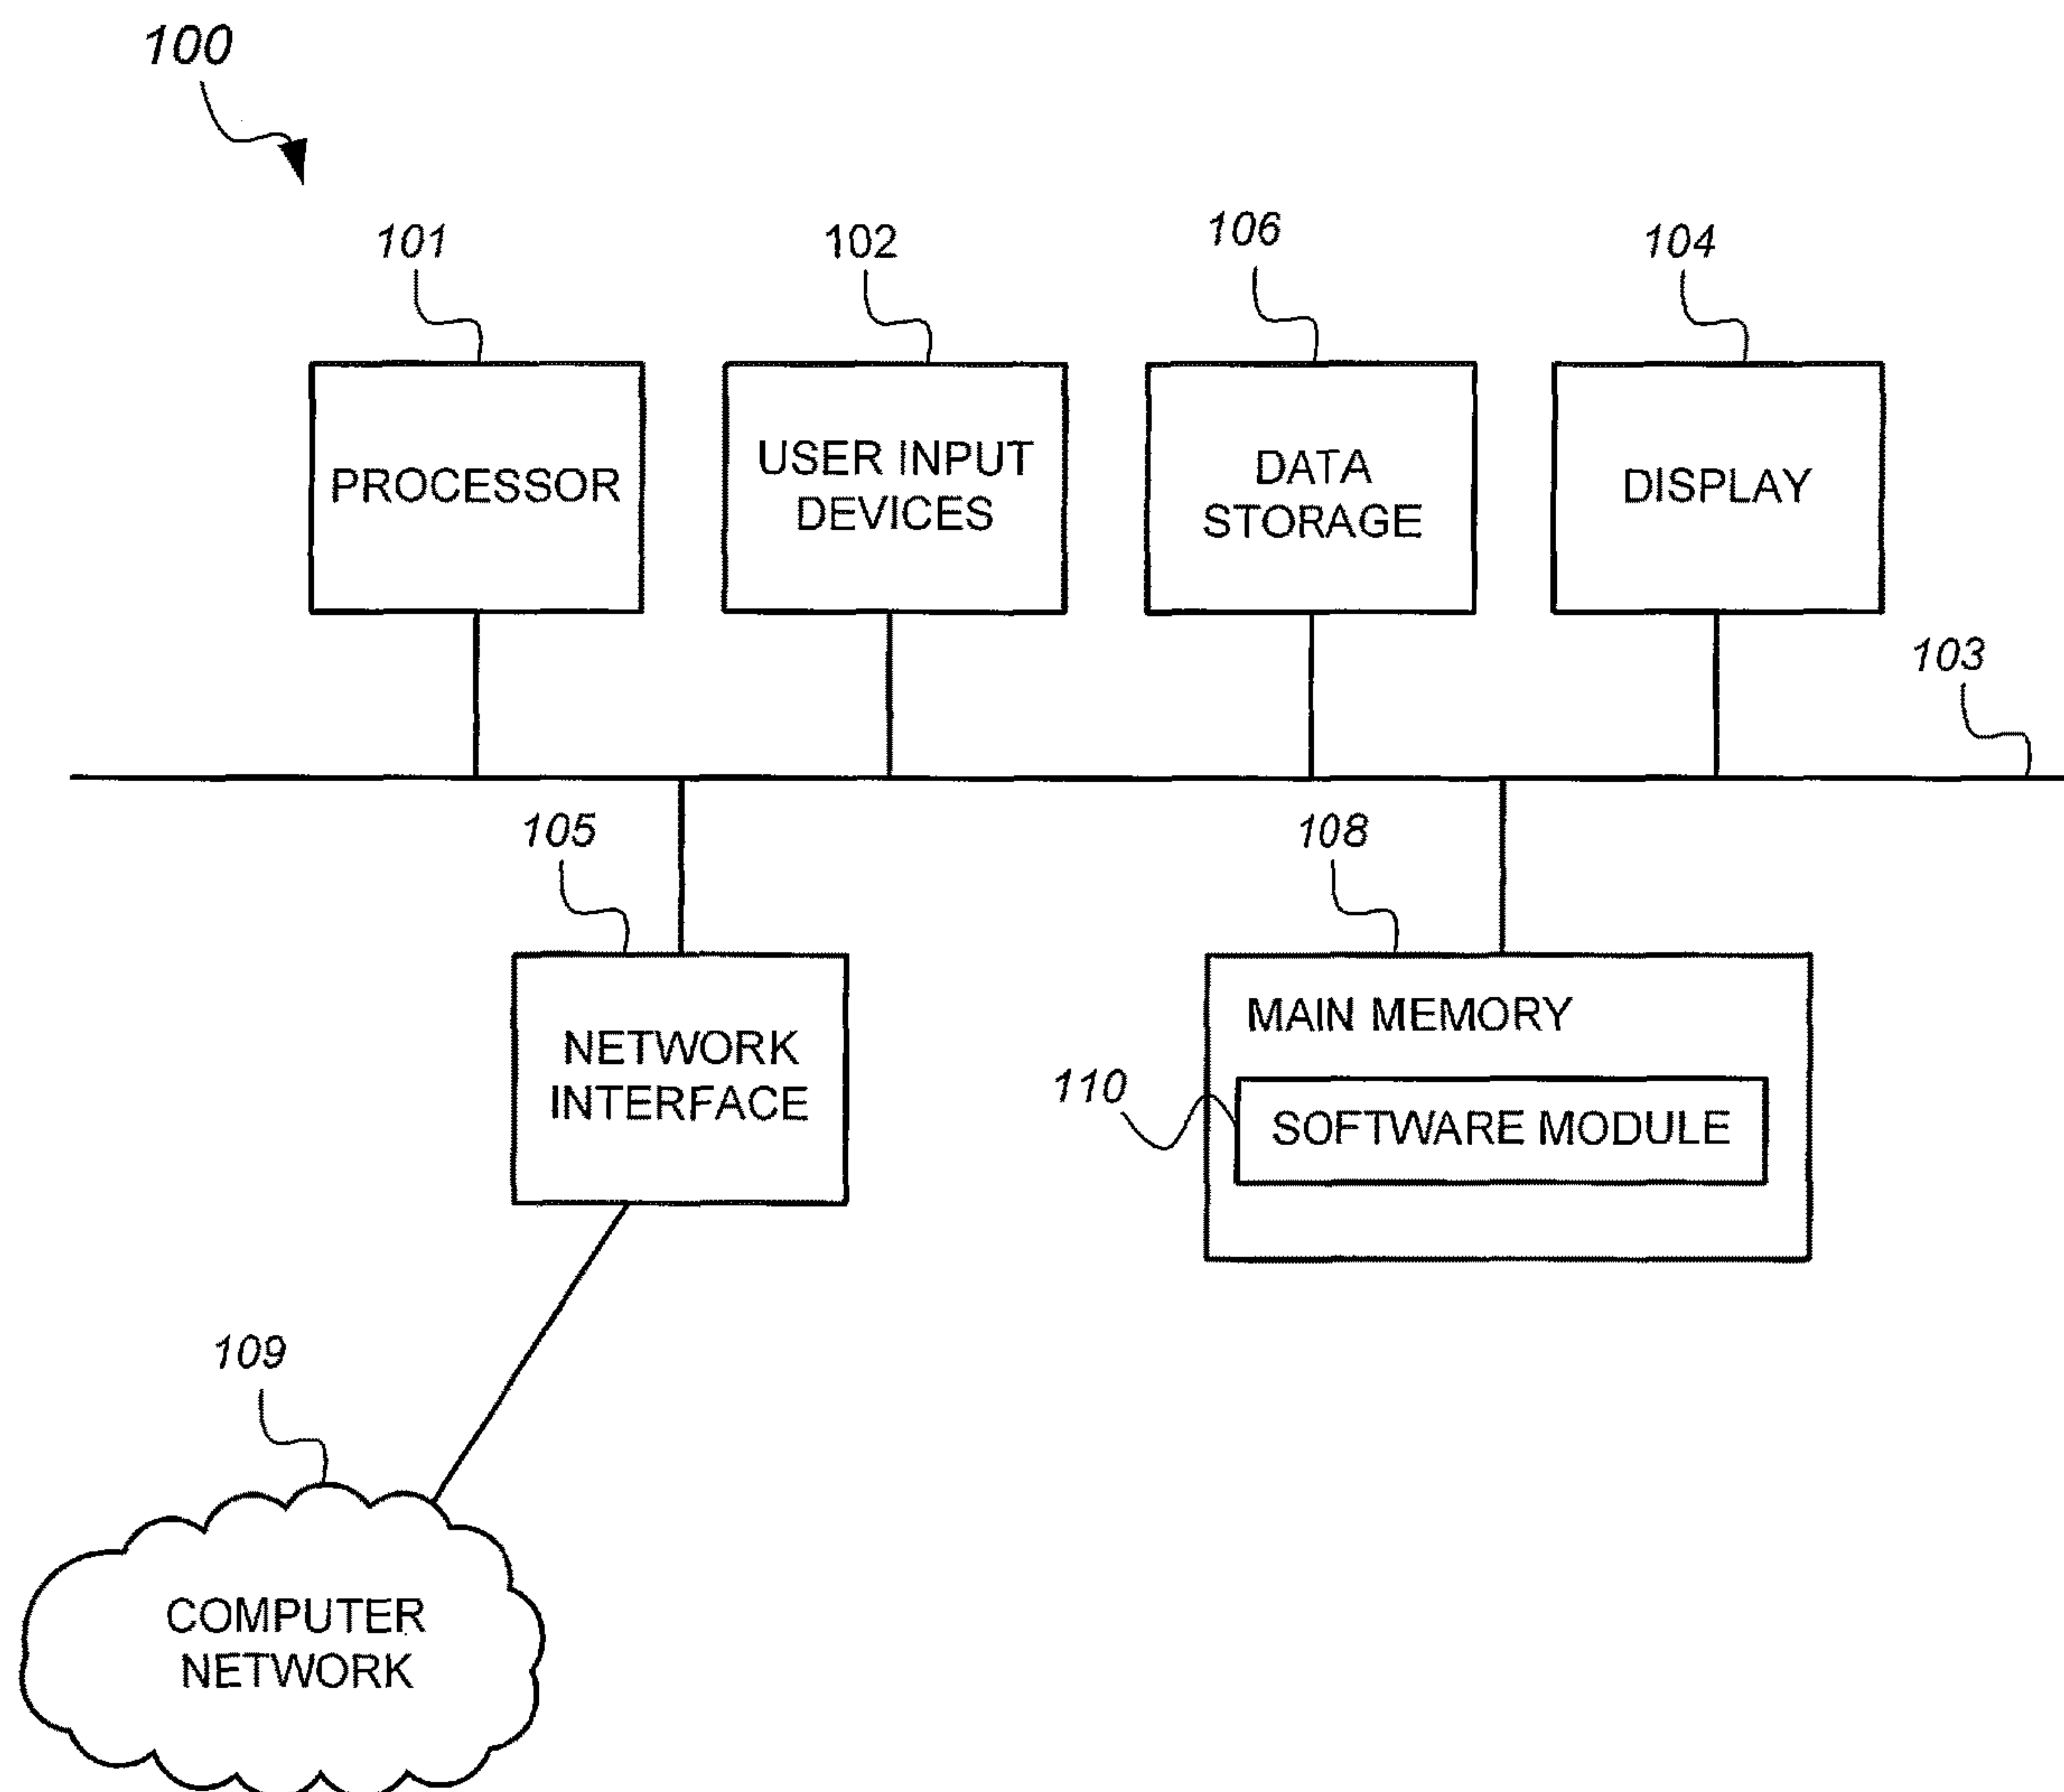 100
101
102
106
104
PROCESSOR
USER INPUT
DEVICES
DATA
STORAGE
DISPLAY
103
105
108
NETWORK
INTERFACE
MAIN MEMORY
110
SOFTWARE MODULE
109
COMPUTER
NETWORK